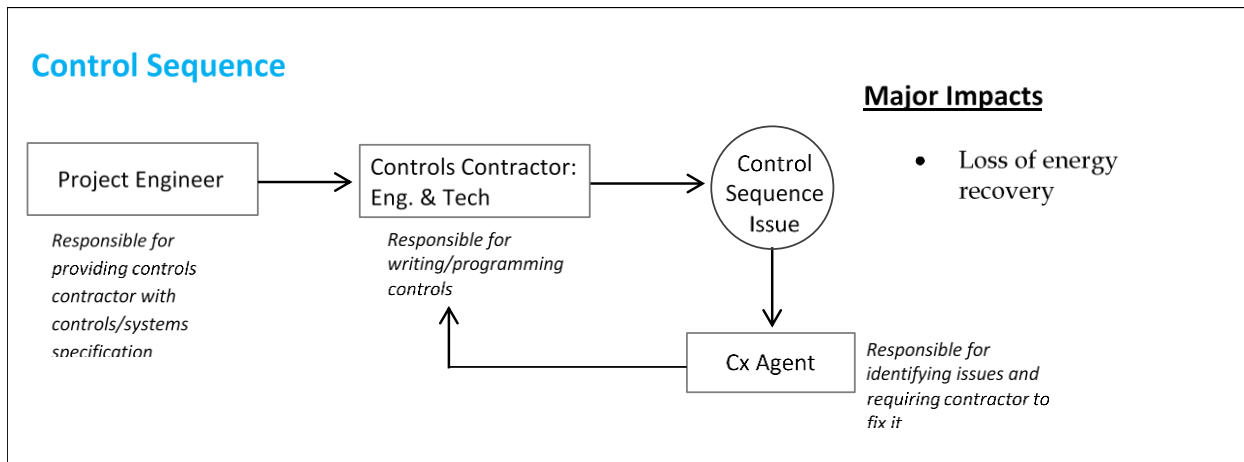 Control Sequence
Major Impacts
• Loss of energy
recovery
Project Engineer
Controls Contractor:
Eng. & Tech
Control
Sequence
Issue
Responsible for
providing controls
contractor with
controls/systems
specification
Responsible for
writing/programming
controls
Cx Agent
Responsible for
identifying issues and
requiring contractor to
fix it